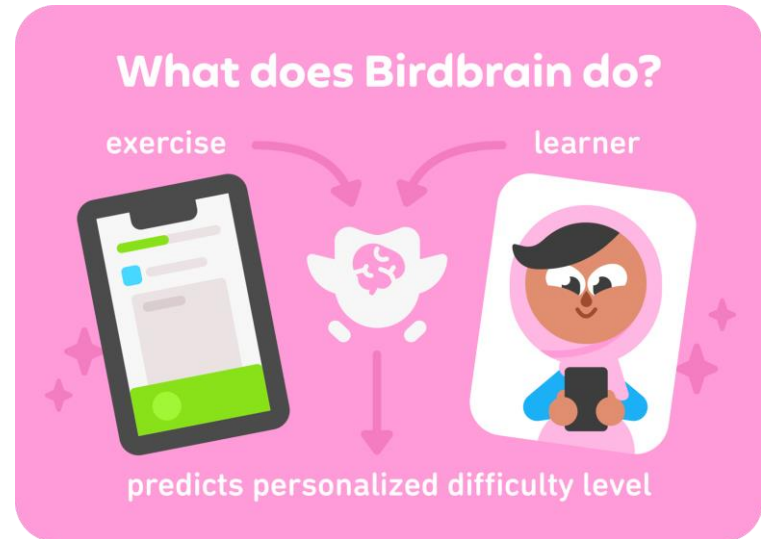 What does Birdbrain do?
exercise
learner
predicts personalized difficulty level